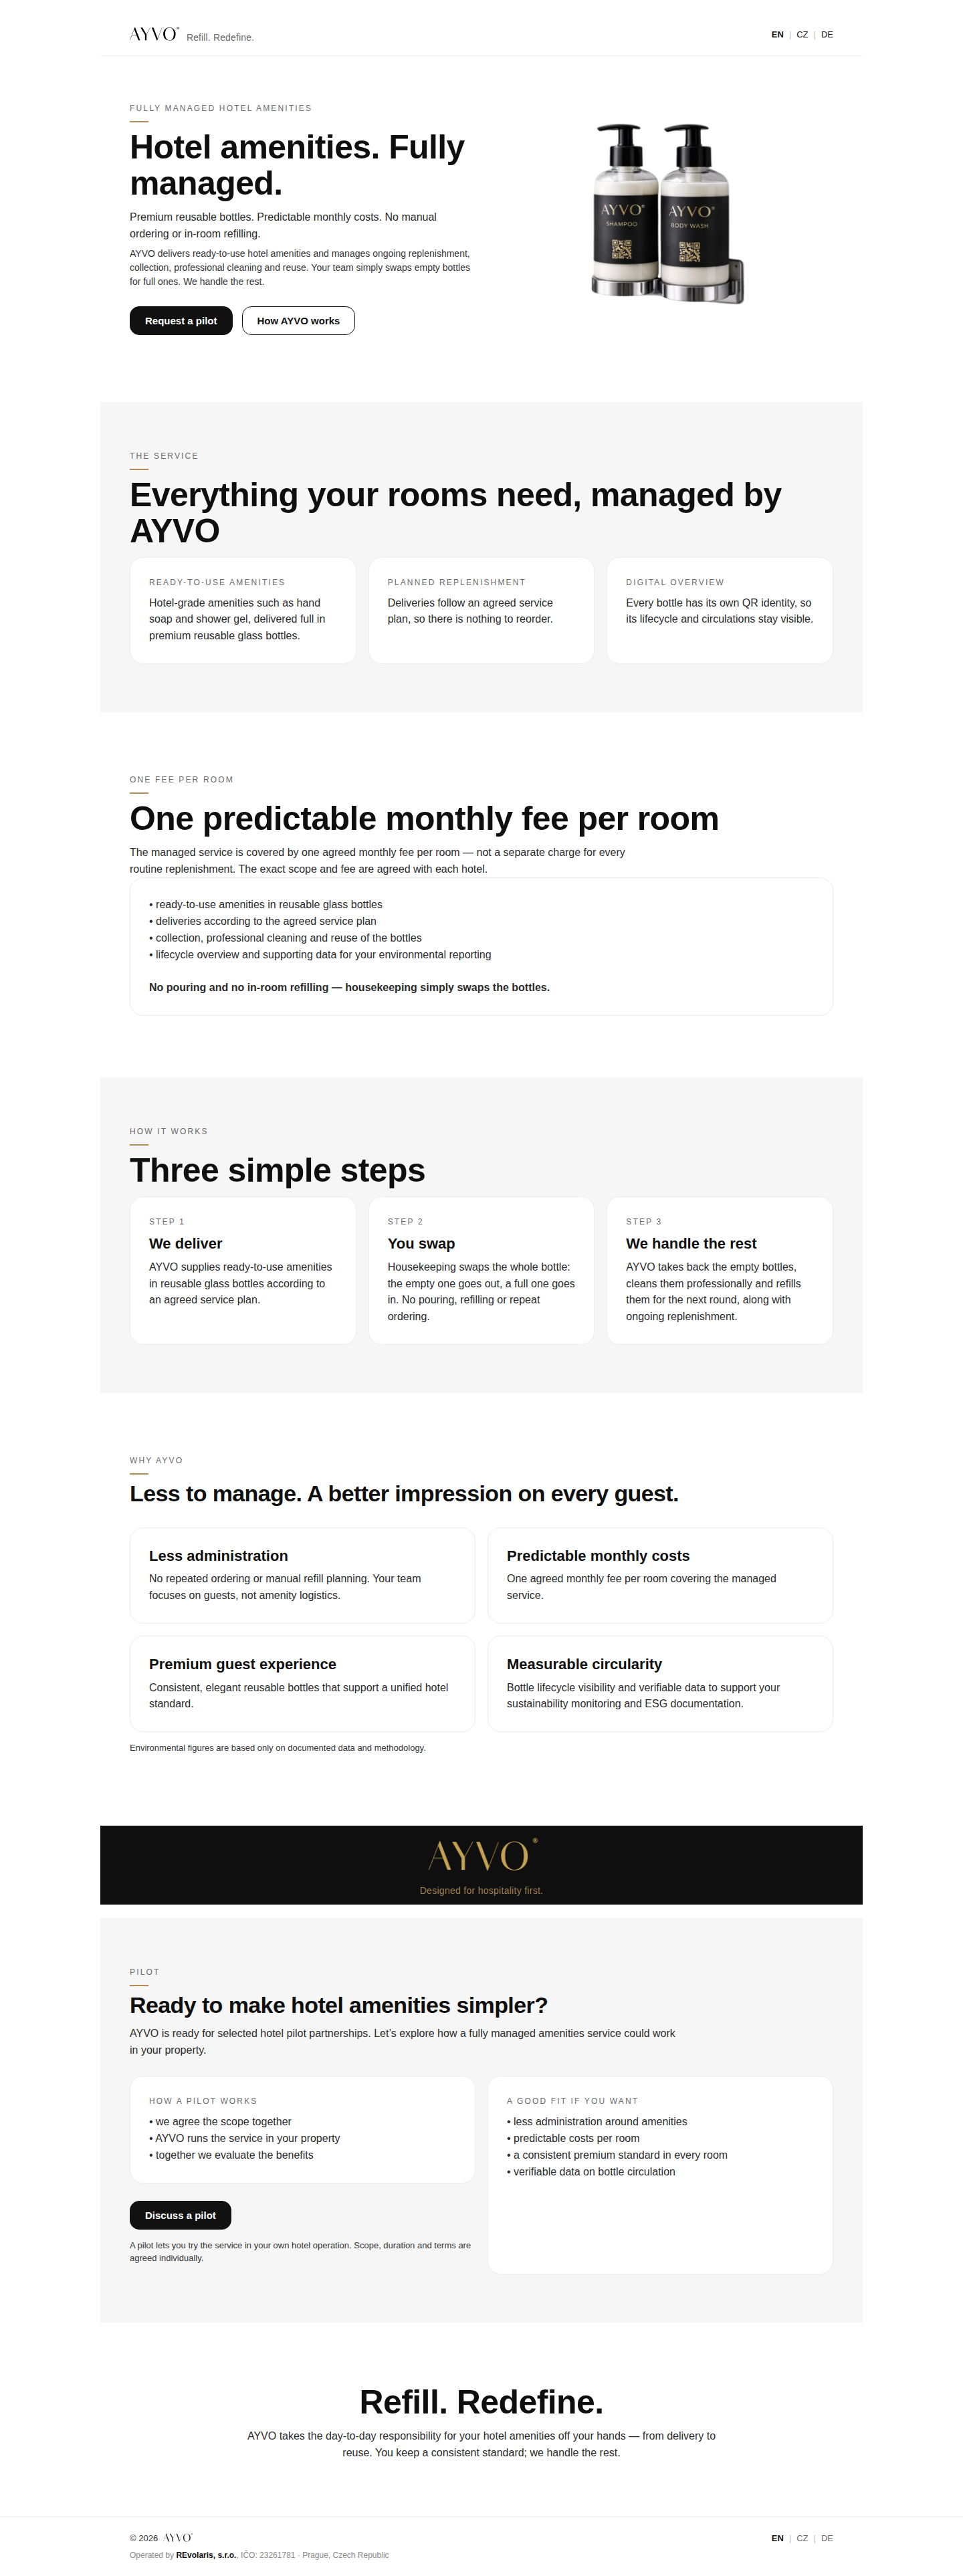 AYVO® Refill. Redefine.
EN | CZ | DE
FULLY MANAGED HOTEL AMENITIES
Hotel amenities. Fully
managed.
Premium reusable bottles. Predictable monthly costs. No manual
ordering or in-room refilling.
AYVO delivers ready-to-use hotel amenities and manages ongoing replenishment,
collection, professional cleaning and reuse. Your team simply swaps empty bottles
for full ones. We handle the rest.
Request a pilot
How AYVO works
AYVO®
SHAMPOO
AYVO®
BODY WASH
THE SERVICE
Everything your rooms need, managed by
AYVO
READY-TO-USE AMENITIES
Hotel-grade amenities such as hand
soap and shower gel, delivered full in
premium reusable glass bottles.
PLANNED REPLENISHMENT
Deliveries follow an agreed service
plan, so there is nothing to reorder.
DIGITAL OVERVIEW
Every bottle has its own QR identity, so
its lifecycle and circulations stay visible.
ONE FEE PER ROOM
One predictable monthly fee per room
The managed service is covered by one agreed monthly fee per room — not a separate charge for every
routine replenishment. The exact scope and fee are agreed with each hotel.
• ready-to-use amenities in reusable glass bottles
• deliveries according to the agreed service plan
• collection, professional cleaning and reuse of the bottles
• lifecycle overview and supporting data for your environmental reporting
No pouring and no in-room refilling — housekeeping simply swaps the bottles.
HOW IT WORKS
Three simple steps
STEP 1
We deliver
AYVO supplies ready-to-use amenities
in reusable glass bottles according to
an agreed service plan.
STEP 2
You swap
Housekeeping swaps the whole bottle:
the empty one goes out, a full one goes
in. No pouring, refilling or repeat
ordering.
STEP 3
We handle the rest
AYVO takes back the empty bottles,
cleans them professionally and refills
them for the next round, along with
ongoing replenishment.
WHY AYVO
Less to manage. A better impression on every guest.
Less administration
No repeated ordering or manual refill planning. Your team
focuses on guests, not amenity logistics.
Predictable monthly costs
One agreed monthly fee per room covering the managed
service.
Premium guest experience
Consistent, elegant reusable bottles that support a unified hotel
standard.
Measurable circularity
Bottle lifecycle visibility and verifiable data to support your
sustainability monitoring and ESG documentation.
Environmental figures are based only on documented data and methodology.
AYVO®
Designed for hospitality first.
PILOT
Ready to make hotel amenities simpler?
AYVO is ready for selected hotel pilot partnerships. Let's explore how a fully managed amenities service could work
in your property.
HOW A PILOT WORKS
• we agree the scope together
• AYVO runs the service in your property
• together we evaluate the benefits
Discuss a pilot
A pilot lets you try the service in your own hotel operation. Scope, duration and terms are
agreed individually.
A GOOD FIT IF YOU WANT
• less administration around amenities
• predictable costs per room
• a consistent premium standard in every room
• verifiable data on bottle circulation
Refill. Redefine.
AYVO takes the day-to-day responsibility for your hotel amenities off your hands — from delivery to
reuse. You keep a consistent standard; we handle the rest.
© 2026 AYVO®
EN | CZ | DE
Operated by REvolaris, s.r.o., IČO: 23261781 · Prague, Czech Republic